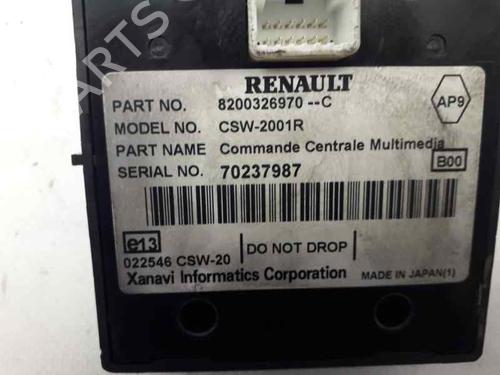 RENAULT
PART NO. 8200326970 --C
AP9
MODEL NO. CSW-2001R
PART NAME Commande Centrale Multimedia
SERIAL NO. 70237987
B00
e13
DO NOT DROP
022546 CSW-20
Xanavi Informatics Corporation
MADE IN JAPAN(1)